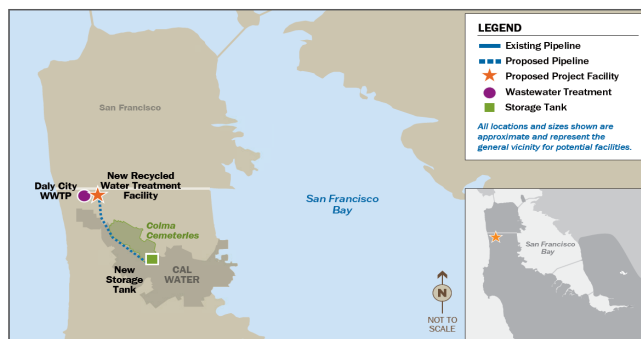 LEGEND
Existing Pipeline
Proposed Pipeline
Proposed Project Facility
Wastewater Treatment
Storage Tank
All locations and sizes shown are
approximate and represent the
general vicinity for potential facilities.
San Francisco
Daly City
WWTP
New Recycled
Water Treatment
Facility
San Francisco
Bay
Colma
Cemeteries
New
Storage
Tank
CAL
WATER
N
NOT TO
SCALE
San Francisco
Bay